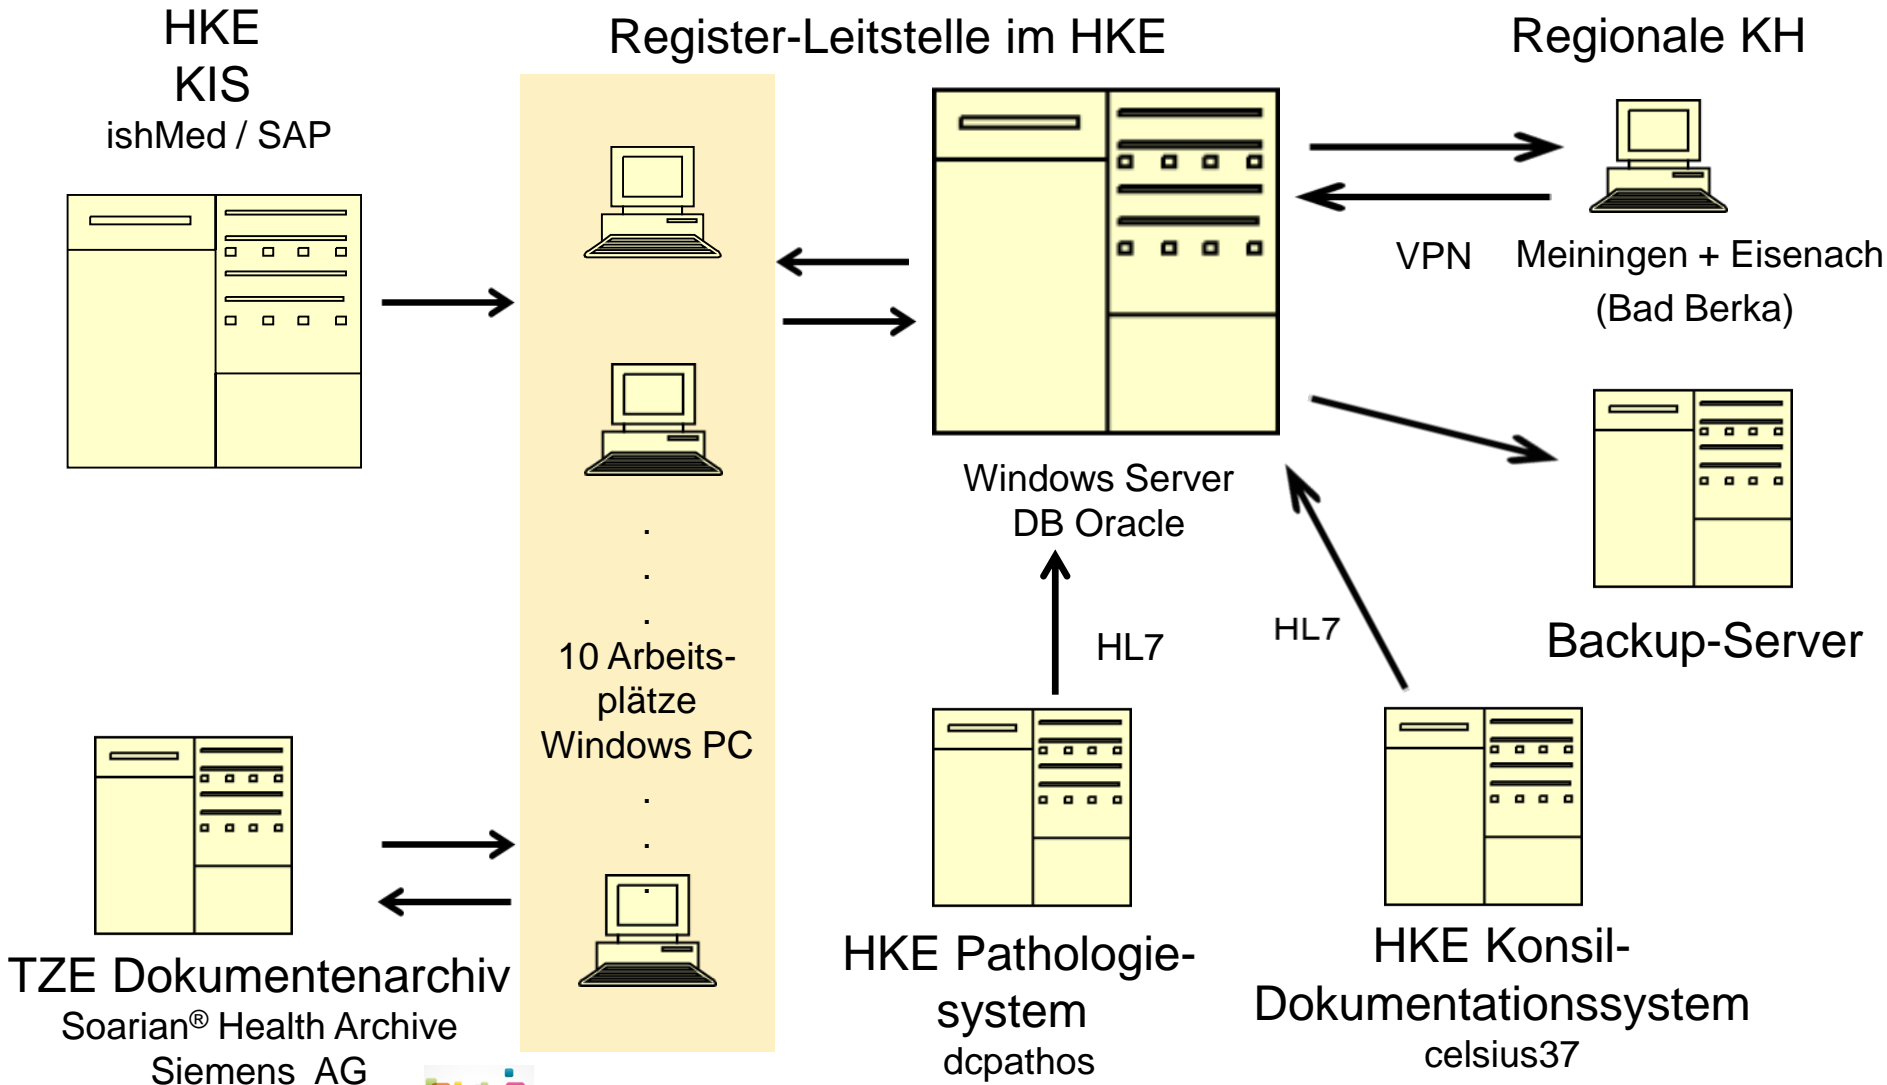 HKE
KIS
ishMed / SAP
Register-Leitstelle im HKE
Regionale KH
VPN
Meiningen + Eisenach
(Bad Berka)
Windows Server
DB Oracle
HL7
HL7
Backup-Server
10 Arbeits-
plätze
Windows PC
TZE Dokumentenarchiv
Soarian® Health Archive
Siemens AG
HKE Pathologie-
system
dcpathos
HKE Konsil-
Dokumentationssystem
celsius37